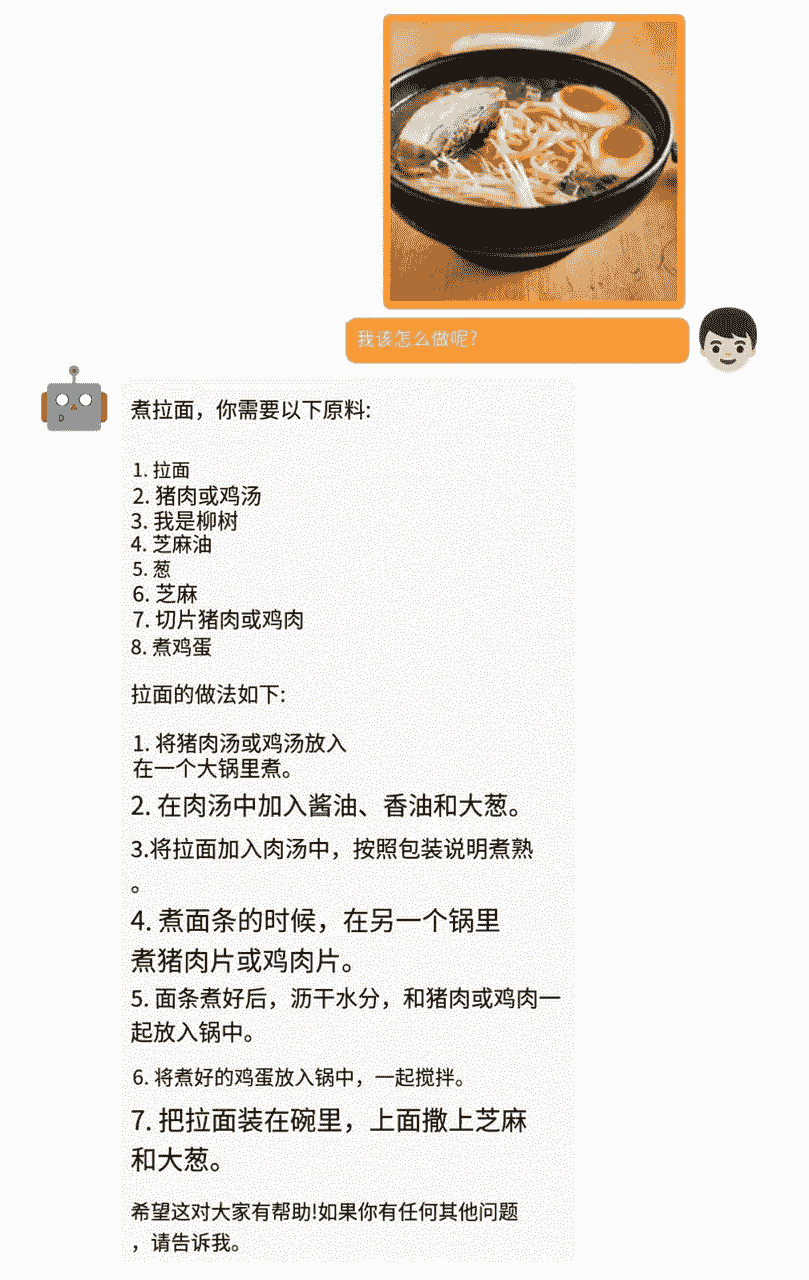 我该怎么做呢?
煮拉面，你需要以下原料:
1. 拉面
2. 猪肉或鸡汤
3. 我是柳树
4. 芝麻油
5. 葱
6. 芝麻
7. 切片猪肉或鸡肉
8. 煮鸡蛋
拉面的做法如下:
1. 将猪肉汤或鸡汤放入
在一个大锅里煮。
2. 在肉汤中加入酱油、香油和大葱。
3.将拉面加入肉汤中，按照包装说明煮熟
。
4. 煮面条的时候，在另一个锅里
煮猪肉片或鸡肉片。
5. 面条煮好后，沥干水分，和猪肉或鸡肉一
起放入锅中。
6. 将煮好的鸡蛋放入锅中，一起搅拌。
7. 把拉面装在碗里，上面撒上芝麻
和大葱。
希望这对大家有帮助!如果你有任何其他问题
，请告诉我。